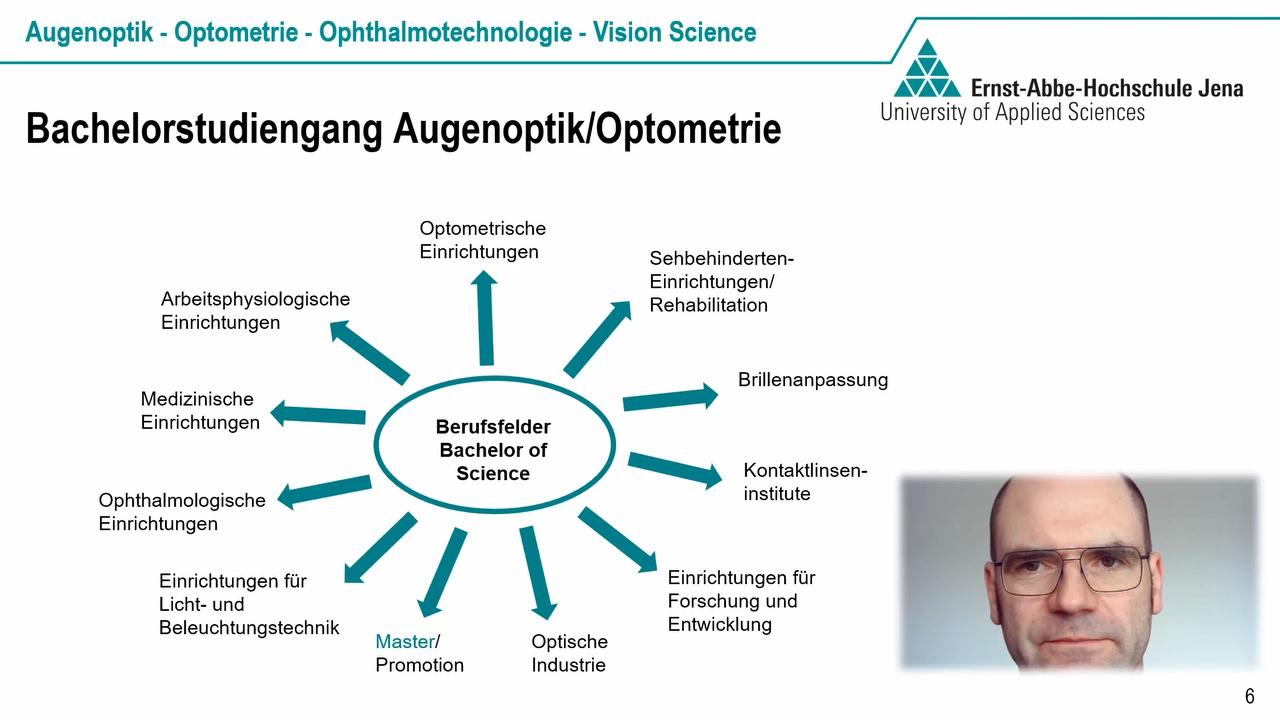 Augenoptik - Optometrie - Ophthalmotechnologie - Vision Science
Ernst-Abbe-Hochschule Jena
University of Applied Sciences
Bachelorstudiengang Augenoptik/Optometrie
Optometrische
Einrichtungen
Sehbehinderten-
Einrichtungen/
Rehabilitation
Arbeitsphysiologische
Einrichtungen
Brillenanpassung
Medizinische
Einrichtungen
Berufsfelder
Bachelor of
Science
Kontaktlinsen-
institute
Ophthalmologische
Einrichtungen
Einrichtungen für
Licht- und
Beleuchtungstechnik
Master/
Promotion
Optische
Industrie
Einrichtungen für
Forschung und
Entwicklung
6